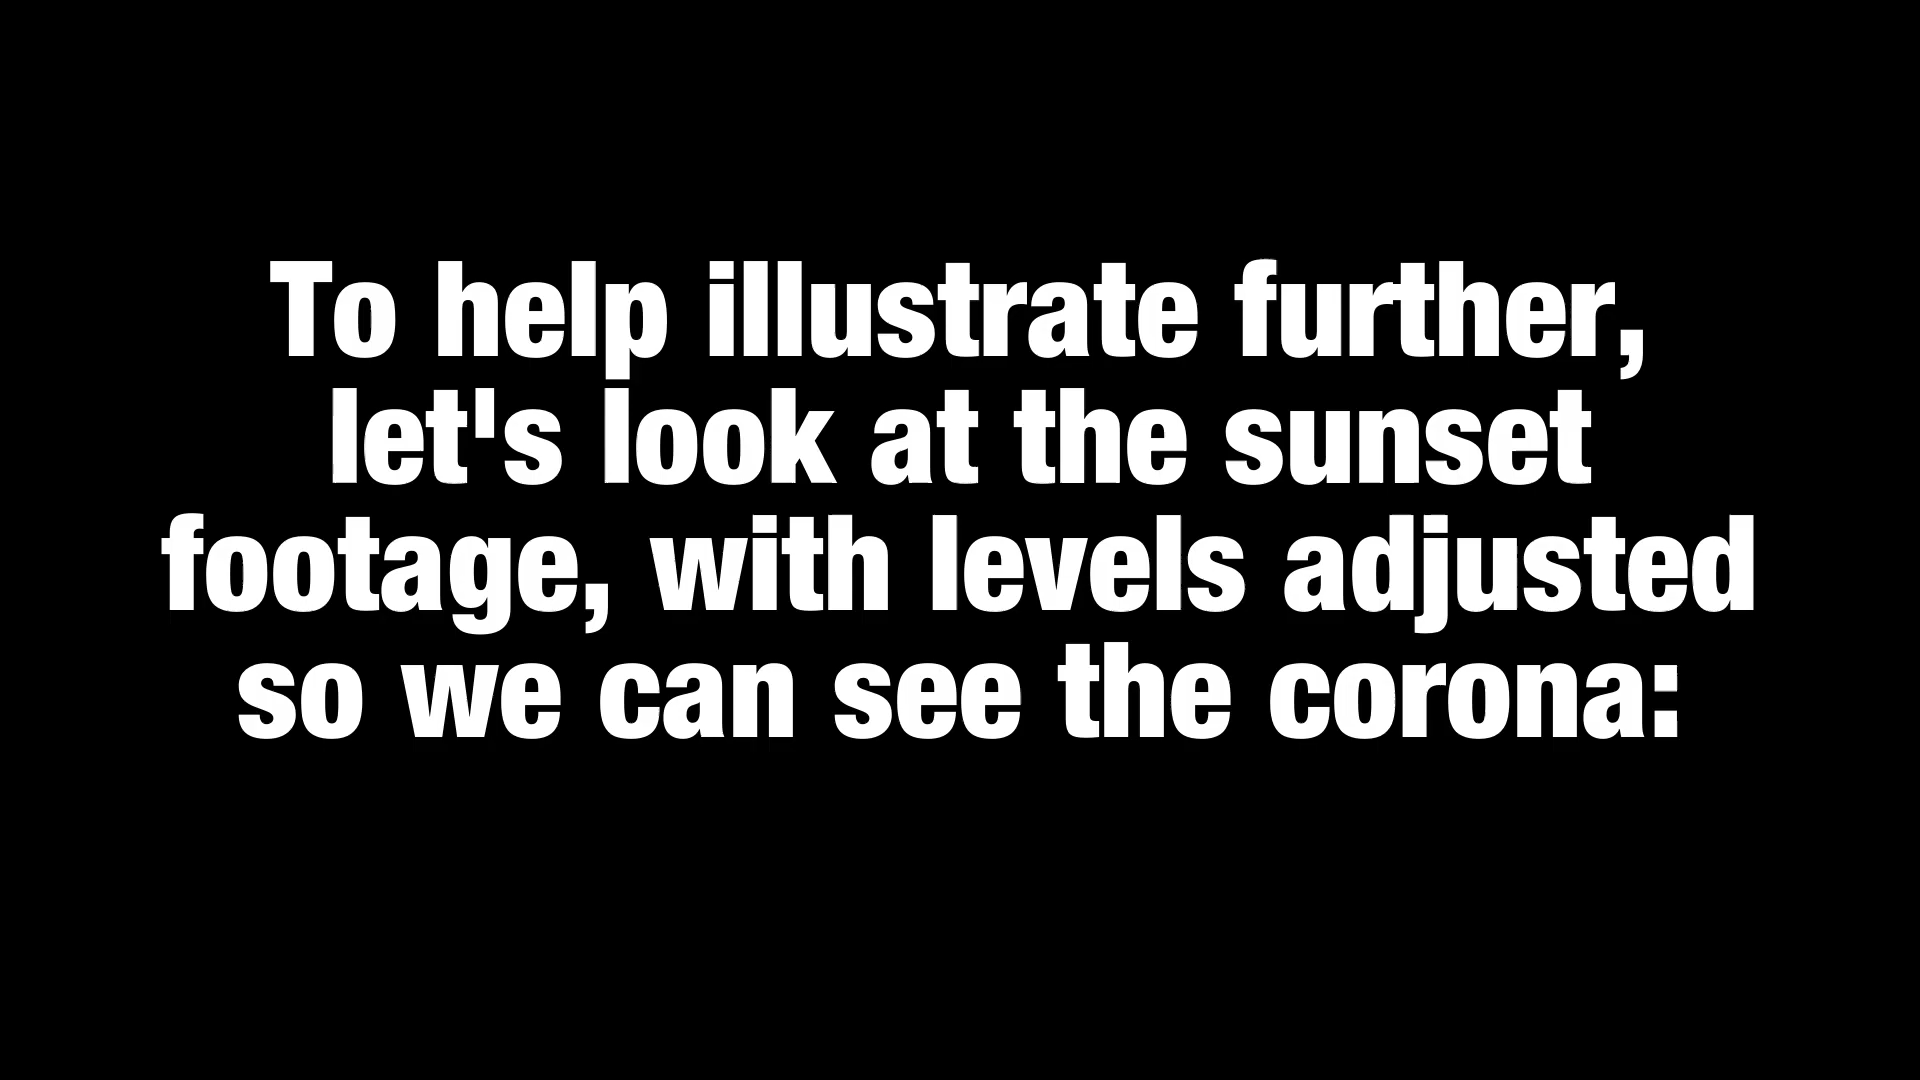 To help illustrate further,
let's look at the sunset
footage, with levels adjusted
so we can see the corona: